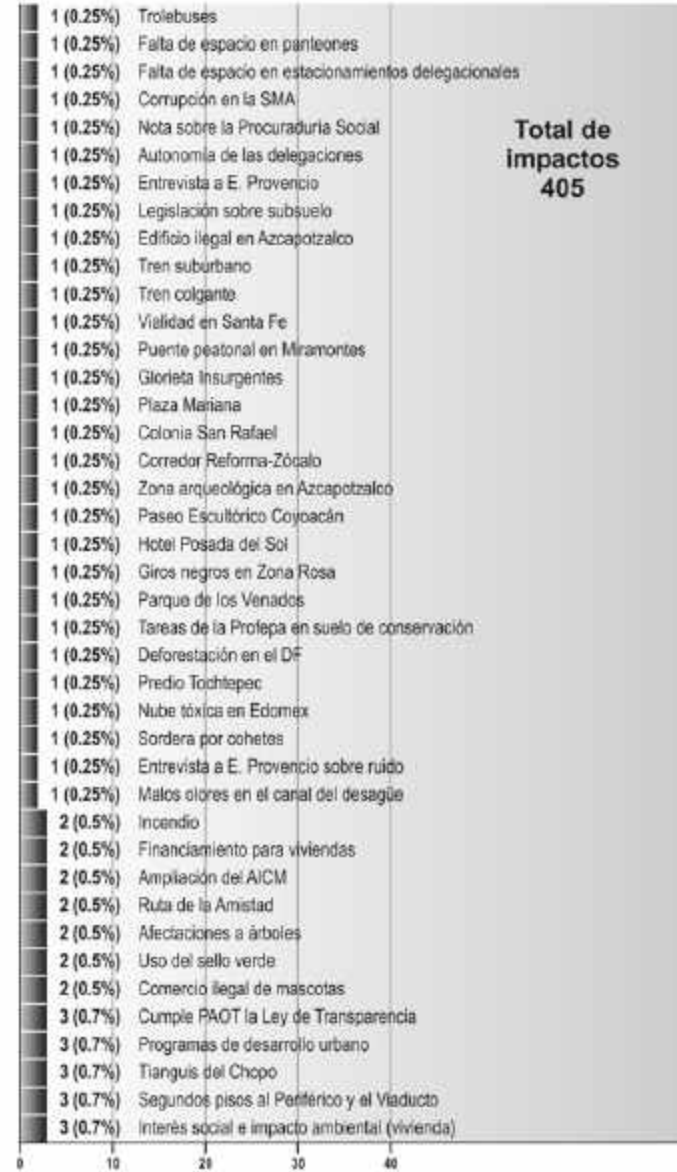 1 (0.25%) Trolebuses
1 (0.25%) Falta de espacio en panteones
1 (0.25%) Falta de espacio en estacionamientos delegacionales
1 (0.25%) Corrupción en la SMA
1 (0.25%) Nota sobre la Procuraduría Social
1 (0.25%) Autonomía de las delegaciones
1 (0.25%) Entrevista a E. Provencio
1 (0.25%) Legislación sobre subsuelo
1 (0.25%) Edificio ilegal en Azcapotzalco
1 (0.25%) Tren suburbano
1 (0.25%) Tren colgante
1 (0.25%) Vialidad en Santa Fe
1 (0.25%) Puente peatonal en Miramontes
1 (0.25%) Glorieta Insurgentes
1 (0.25%) Plaza Mariana
1 (0.25%) Colonia San Rafael
1 (0.25%) Corredor Reforma-Zócalo
1 (0.25%) Zona arqueológica en Azcapotzalco
1 (0.25%) Paseo Escultórico Coyoacán
1 (0.25%) Hotel Posada del Sol
1 (0.25%) Giros negros en Zona Rosa
1 (0.25%) Parque de los Venados
1 (0.25%) Tareas de la Profepa en suelo de conservación
1 (0.25%) Deforestación en el DF
1 (0.25%) Predio Tochtepec
1 (0.25%) Nube tóxica en Edomex
1 (0.25%) Sordera por cohetes
1 (0.25%) Entrevista a E. Provencio sobre ruido
1 (0.25%) Malos olores en el canal del desagüe
2 (0.5%) Incendio
2 (0.5%) Financiamiento para viviendas
2 (0.5%) Ampliación del AICM
2 (0.5%) Ruta de la Amistad
2 (0.5%) Afectaciones a árboles
2 (0.5%) Uso del sello verde
2 (0.5%) Comercio ilegal de mascotas
3 (0.7%) Cumple PAOT la Ley de Transparencia
3 (0.7%) Programas de desarrollo urbano
3 (0.7%) Tianguis del Chopo
3 (0.7%) Segundos pisos al Periférico y el Viaducto
3 (0.7%) Interés social e impacto ambiental (vivienda)
0 10 20 30 40
Total de
impactos
405